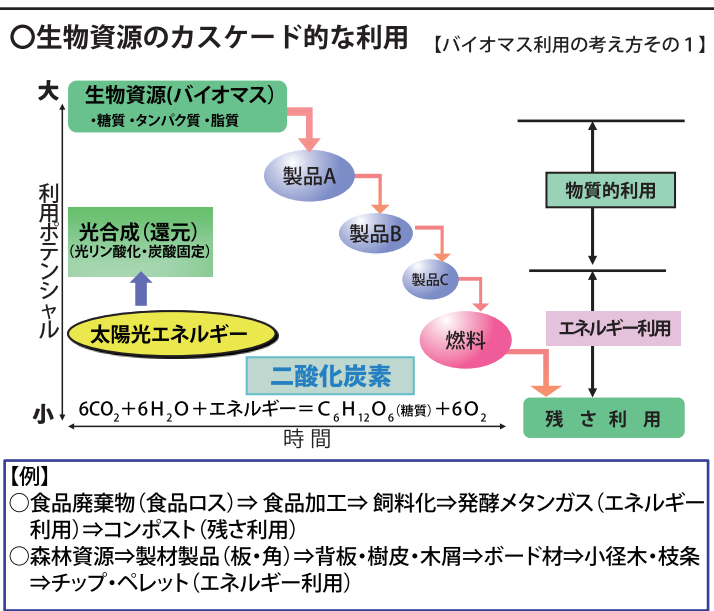 〇生物資源のカスケード的な利用 【バイオマス利用の考え方その１】
大
生物資源(バイオマス)
・糖質・タンパク質・脂質
製品A
物質的利用
利用ポテンシャル
光合成(還元)
(光リン酸化・炭酸固定)
製品B
製品C
太陽光エネルギー
燃料
エネルギー利用
二酸化炭素
小
6CO₂+6H₂O+エネルギー=C₆H₁₂O₆(糖質)+6O₂
残さ利用
時間
【例】
〇食品廃棄物(食品ロス)⇒ 食品加工⇒ 飼料化⇒発酵メタンガス(エネルギー
利用)⇒コンポスト(残さ利用)
〇森林資源⇒製材製品(板・角)⇒背板・樹皮・木屑⇒ボード材⇒小径木・枝条
⇒チップ・ペレット(エネルギー利用)